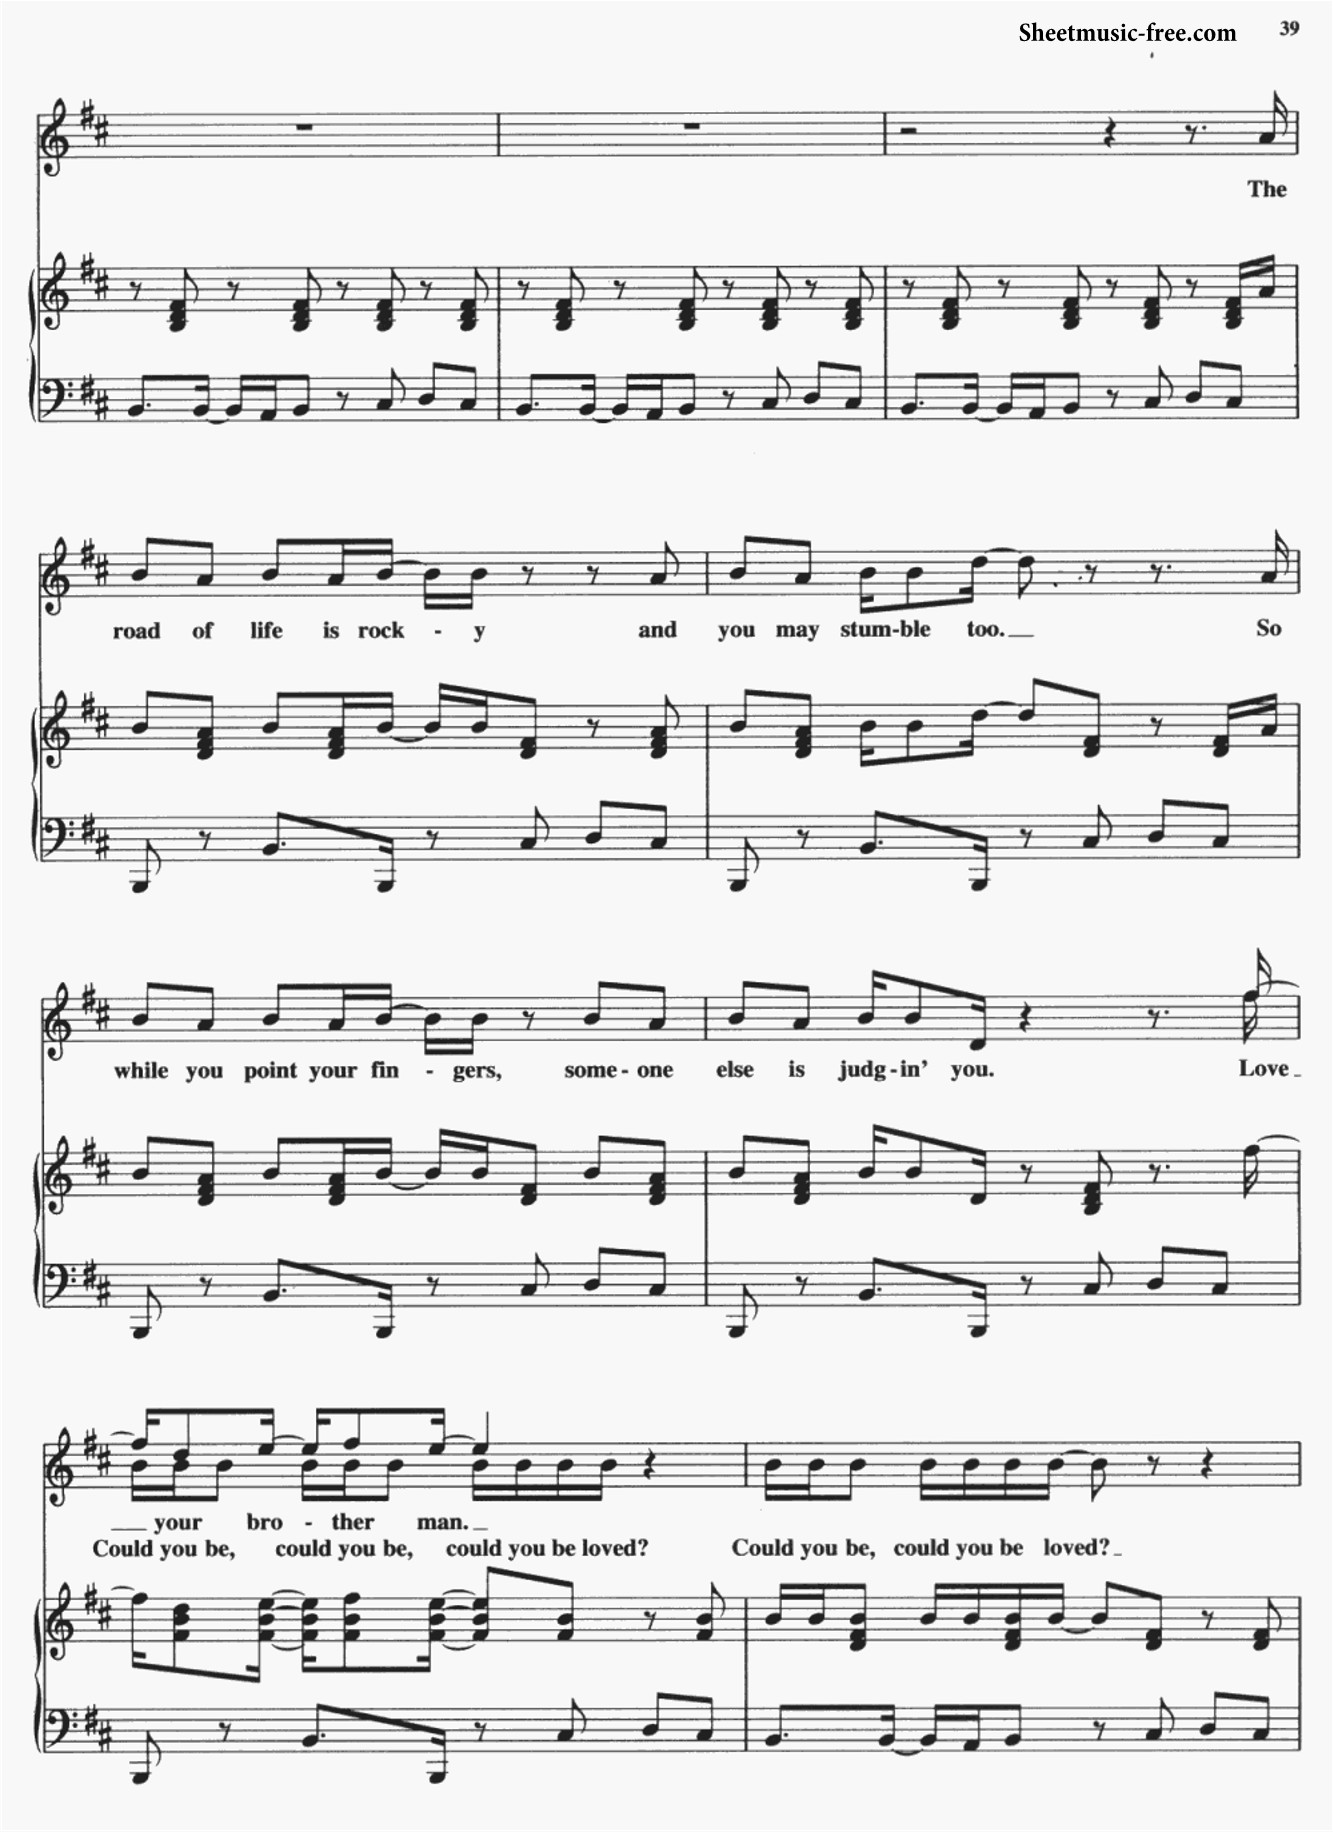 Sheetmusic-free.com 39
The
road of life is rock - y and you may stum-ble too. So
while you point your fin - gers, some - one else is judg-in' you. Love
your bro - ther man.
Could you be, could you be, could you be loved? Could you be, could you be loved?